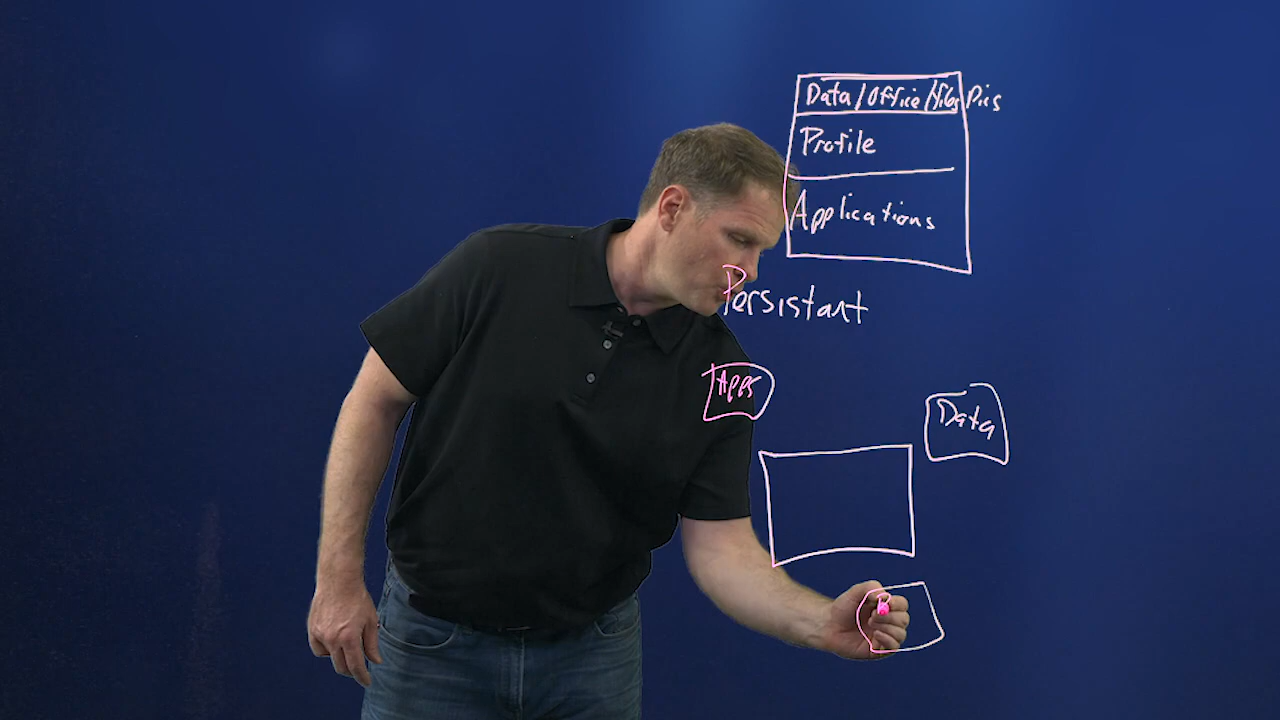 Data/Office/files/Pics
Profile
Applications
Persistant
Apps
Data